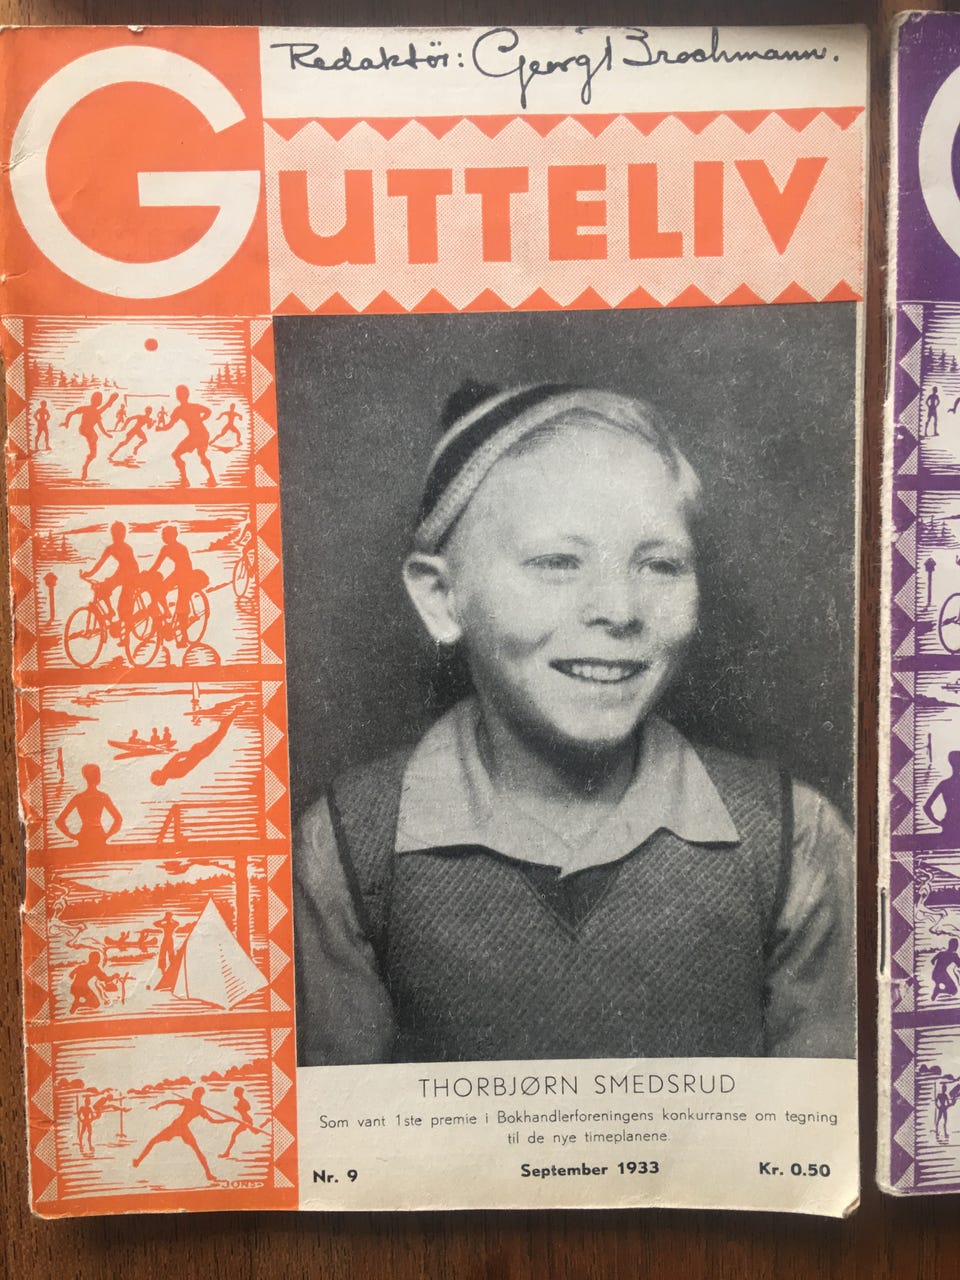 Redaktör: Georg Brochmann.
GUTTELIV
THORBJØRN SMEDSRUD
Som vant 1ste premie i Bokhandlerforeningens konkurranse om tegning
til de nye timeplanene.
Nr. 9 September 1933 Kr. 0.50
JONS